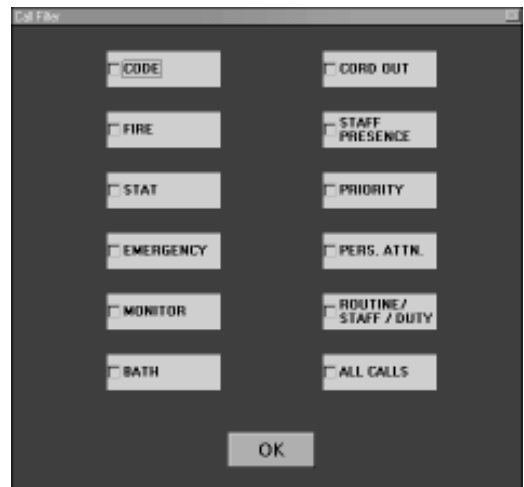 Call Filter
CODE
FIRE
STAT
EMERGENCY
MONITOR
BATH
CORD OUT
STAFF
PRESENCE
PRIORITY
PERS. ATTN.
ROUTINE/
STAFF / DUTY
ALL CALLS
OK